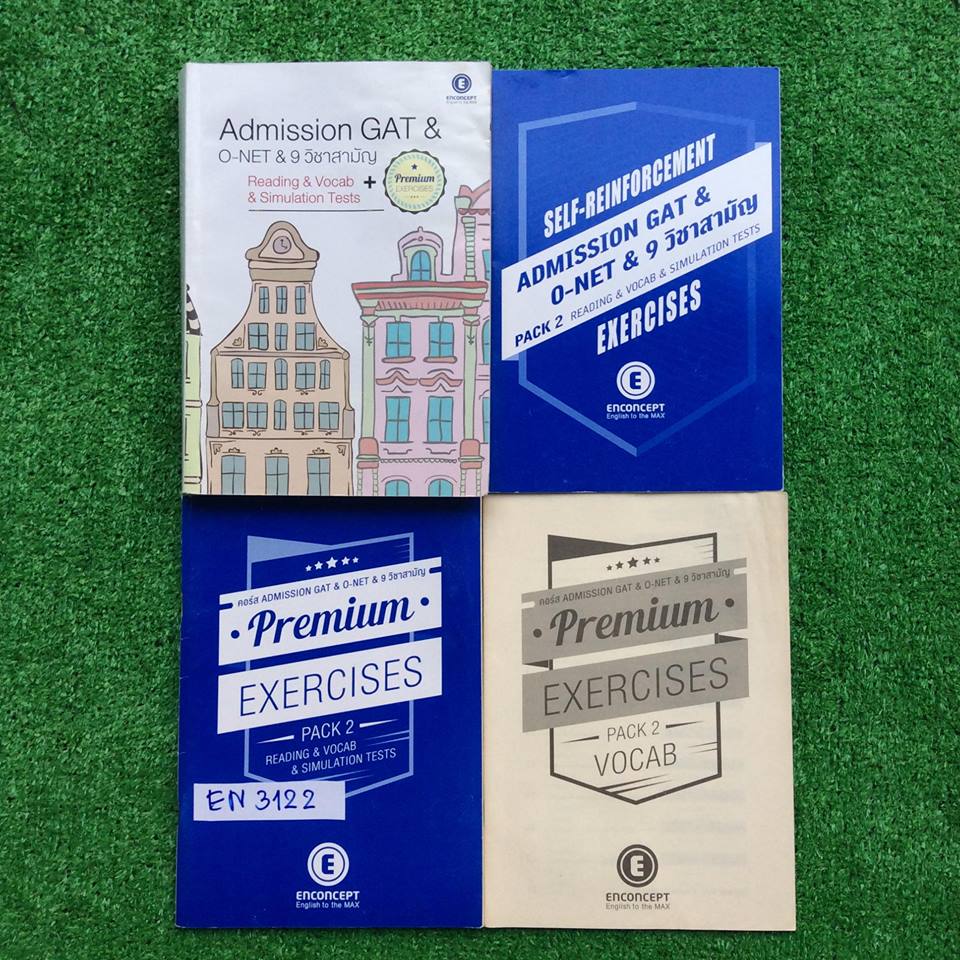 ENCONCEPT
English to the MAX
Admission GAT &
O-NET & 9 วิชาสามัญ
Reading & Vocab +
& Simulation Tests
Premium
EXERCISES
SELF-REINFORCEMENT
ADMISSION GAT &
O-NET & 9 วิชาสามัญ
PACK 2 READING & VOCAB & SIMULATION TESTS
EXERCISES
E
ENCONCEPT
English to the MAX
คอร์ส ADMISSION GAT & O-NET & 9 วิชาสามัญ
Premium
EXERCISES
PACK 2
READING & VOCAB
& SIMULATION TESTS
EN 3122
E
ENCONCEPT
English to the MAX
คอร์ส ADMISSION GAT & O-NET & 9 วิชาสามัญ
Premium
EXERCISES
PACK 2
VOCAB
E
ENCONCEPT
English to the MAX